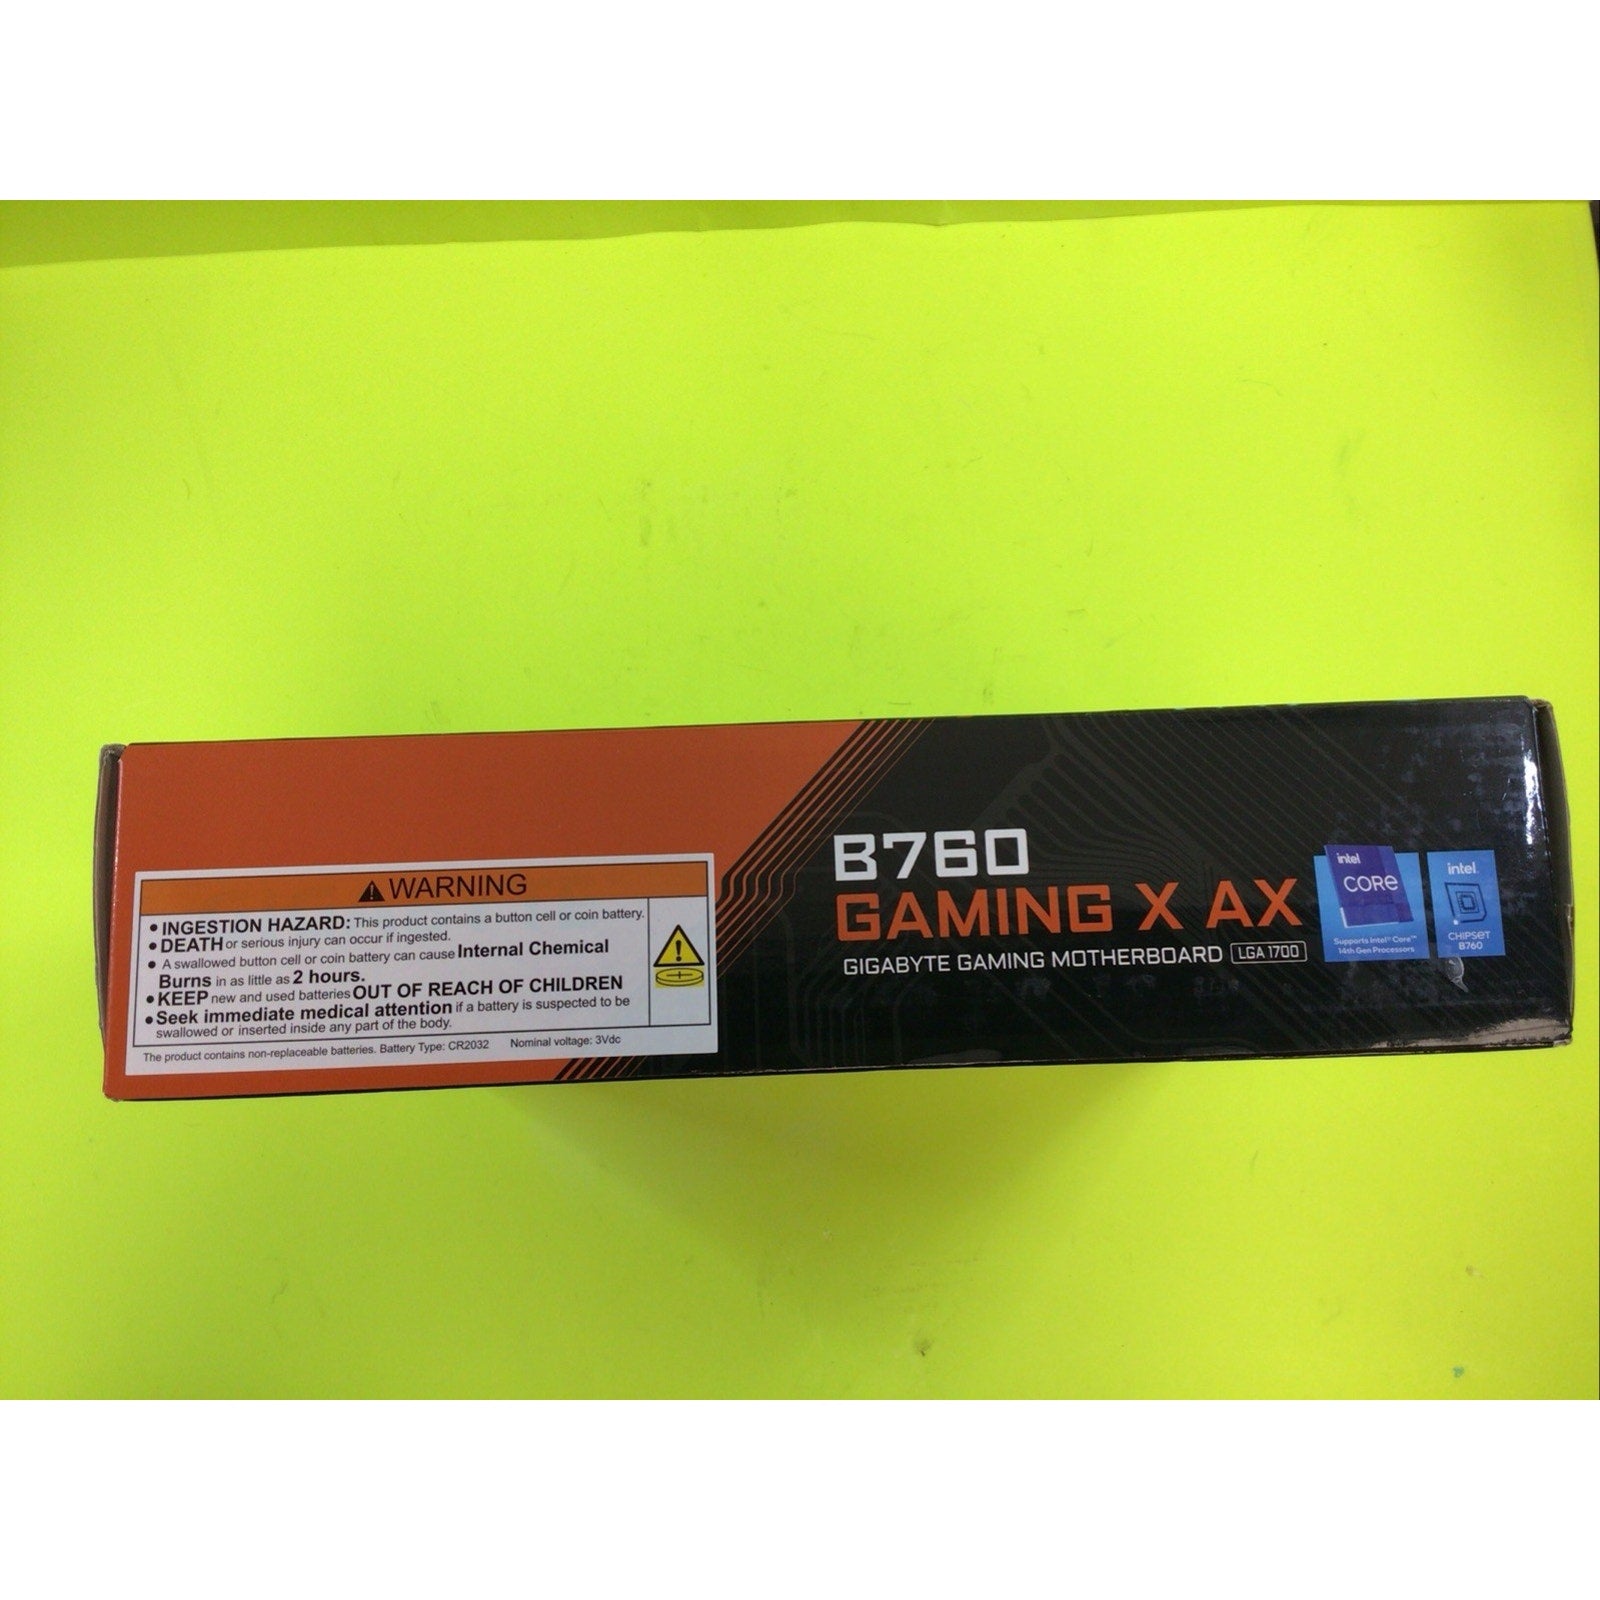 WARNING
• INGESTION HAZARD: This product contains a button cell or coin battery.
• DEATH or serious injury can occur if ingested.
• A swallowed button cell or coin battery can cause Internal Chemical
Burns in as little as 2 hours.
• KEEP new and used batteries OUT OF REACH OF CHILDREN
• Seek immediate medical attention if a battery is suspected to be
swallowed or inserted inside any part of the body.
The product contains non-replaceable batteries. Battery Type: CR2032 Nominal voltage: 3Vdc
B760
GAMING X AX
GIGABYTE GAMING MOTHERBOARD LGA 1700
intel
CORE
Supports Intel® Core™
14th Gen Processors
intel
CHIPSET
B760